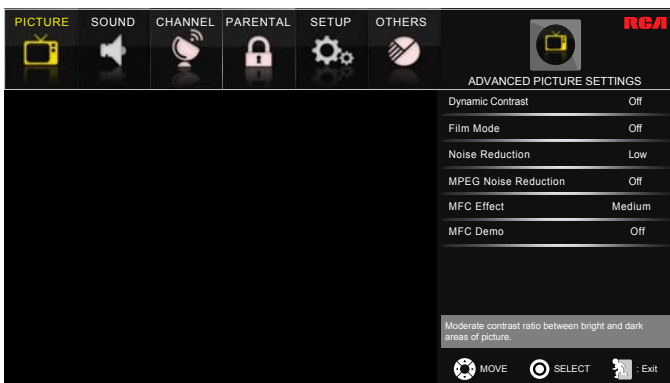 PICTURE SOUND CHANNEL PARENTAL SETUP OTHERS
RCA
ADVANCED PICTURE SETTINGS
Dynamic Contrast Off
Film Mode Off
Noise Reduction Low
MPEG Noise Reduction Off
MFC Effect Medium
MFC Demo Off
Moderate contrast ratio between bright and dark
areas of picture.
MOVE SELECT : Exit